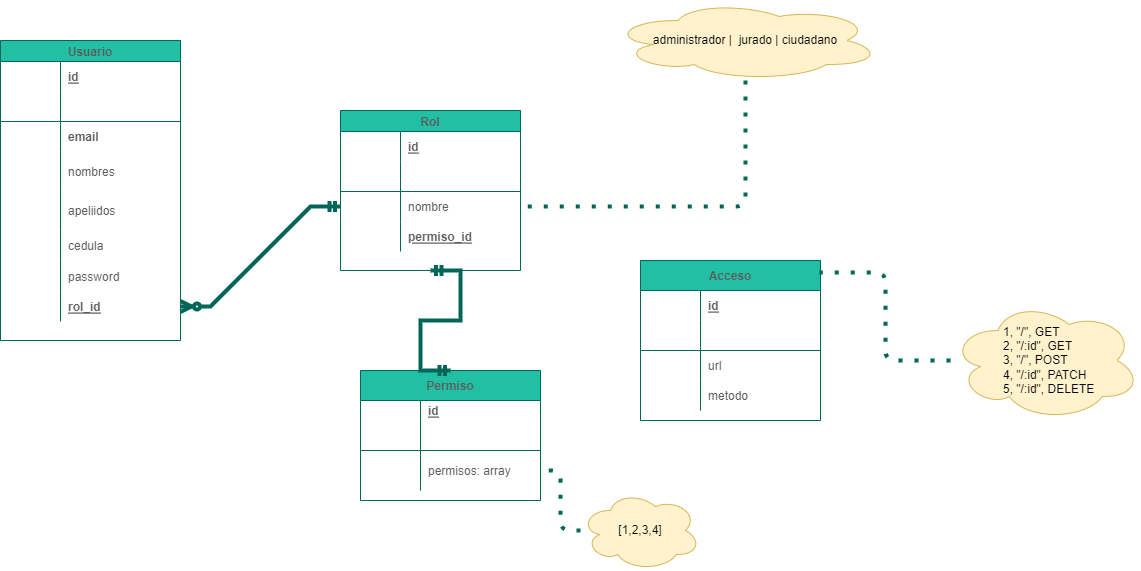 Usuario
id
email
nombres
apeliidos
cedula
password
rol_id
Rol
id
nombre
permiso_id
administrador |  jurado | ciudadano
Permiso
id
permisos: array
[1,2,3,4]
Acceso
id
url
metodo
1, "/", GET
2, "/:id", GET
3, "/", POST
4, "/:id", PATCH
5, "/:id", DELETE